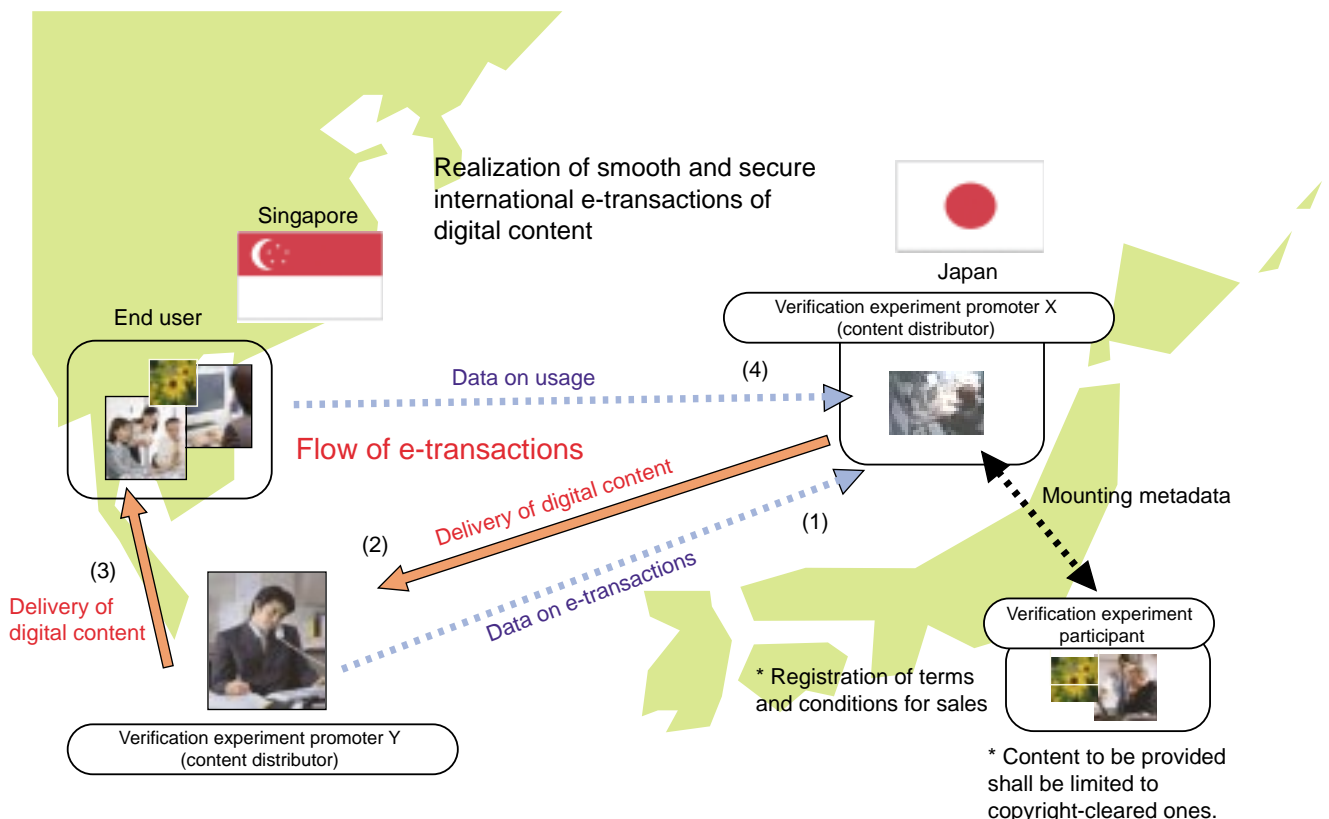 Realization of smooth and secure
international e-transactions of
digital content
Singapore
Japan
End user
Verification experiment promoter X
(content distributor)
Data on usage
(4)
Flow of e-transactions
Delivery of digital content
(2)
(1)
Data on e-transactions
Mounting metadata
(3)
Delivery of
digital content
Verification experiment
participant
* Registration of terms
and conditions for sales
Verification experiment promoter Y
(content distributor)
* Content to be provided
shall be limited to
copyright-cleared ones.